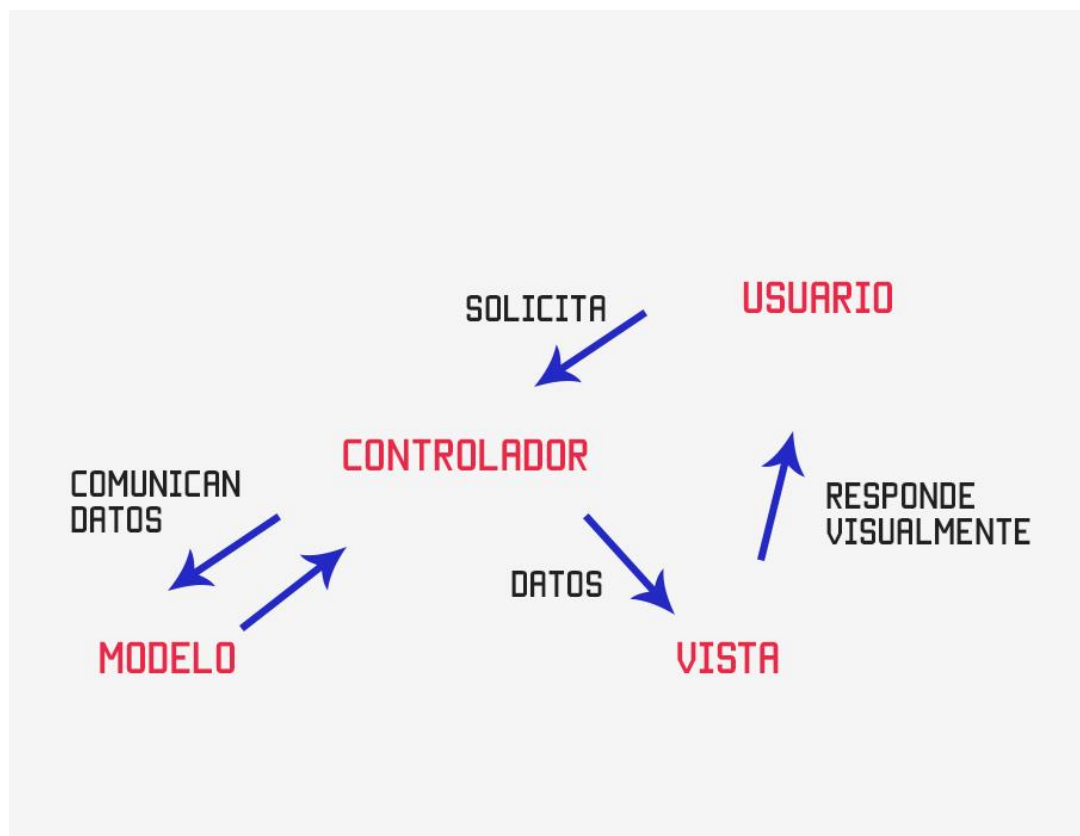 USUARIO
SOLICITA
CONTROLADOR
COMUNICAN
DATOS
RESPONDE
VISUALMENTE
DATOS
MODELO
VISTA